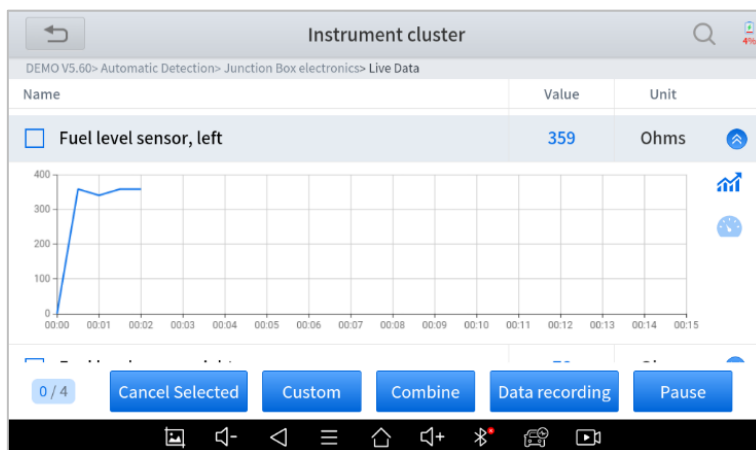 Instrument cluster
4%
DEMO V5.60> Automatic Detection> Junction Box electronics> Live Data
Name Value Unit
Fuel level sensor, left 359 Ohms
400
300
200
100
0
00:00 00:01 00:02 00:03 00:04 00:05 00:06 00:07 00:08 00:09 00:10 00:11 00:12 00:13 00:14 00:15
0 / 4 Cancel Selected Custom Combine Data recording Pause